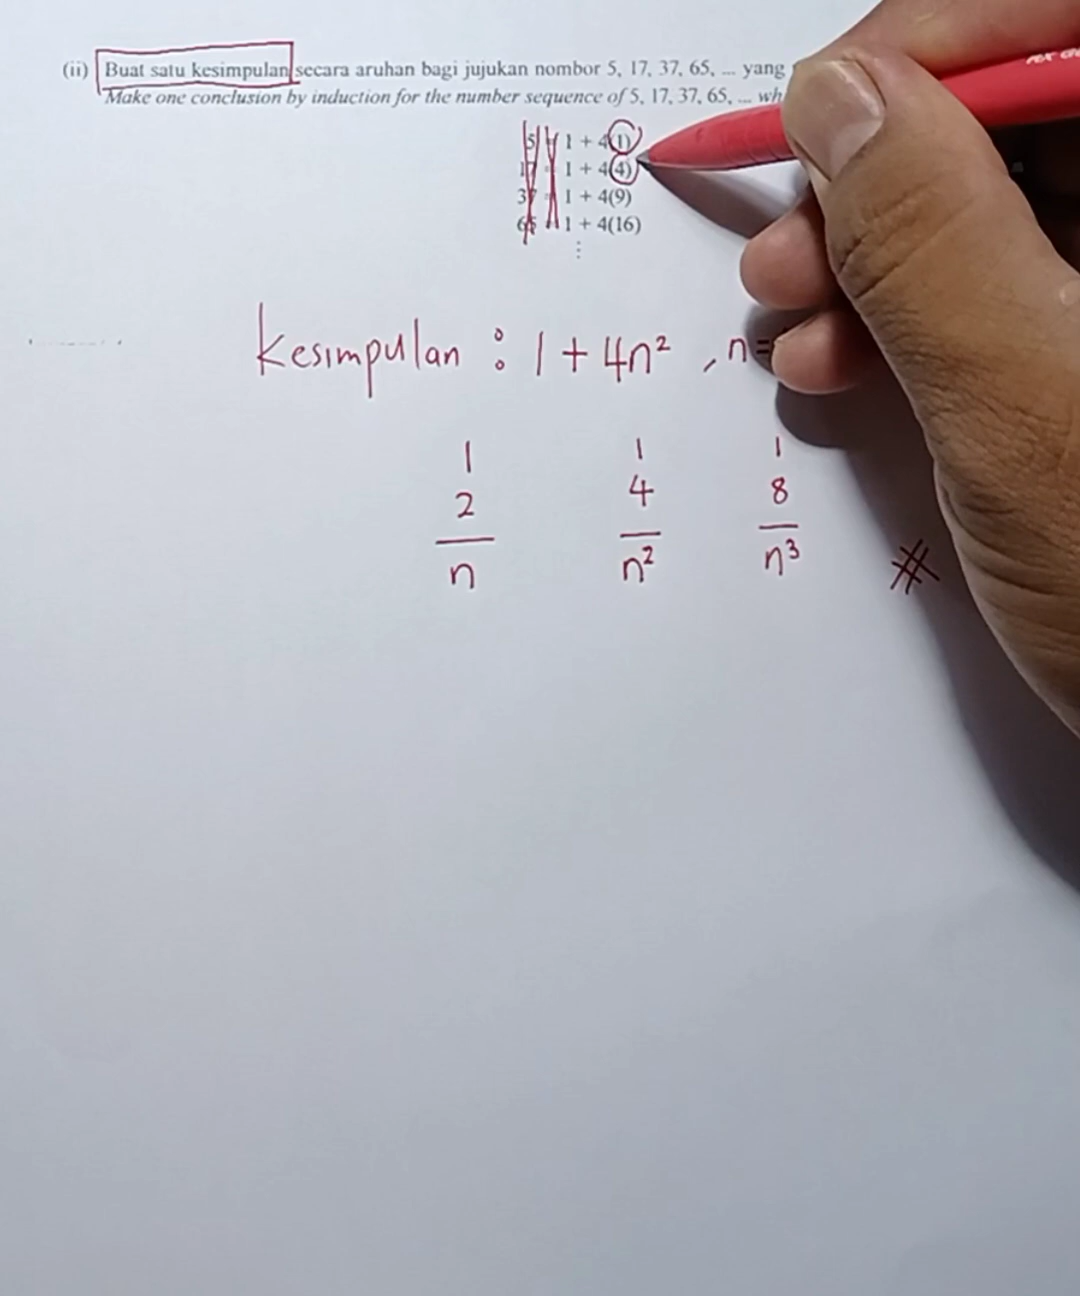 (ii) Buat satu kesimpulan secara aruhan bagi jujukan nombor 5, 17, 37, 65, ... yang
Make one conclusion by induction for the number sequence of 5, 17, 37, 65, ...
5 = 1 + 4(1)
17 = 1 + 4(4)
37 = 1 + 4(9)
65 = 1 + 4(16)
⋮
Kesimpulan : 1 + 4n² , n =
1 1 1
2 4 8
n n² n³